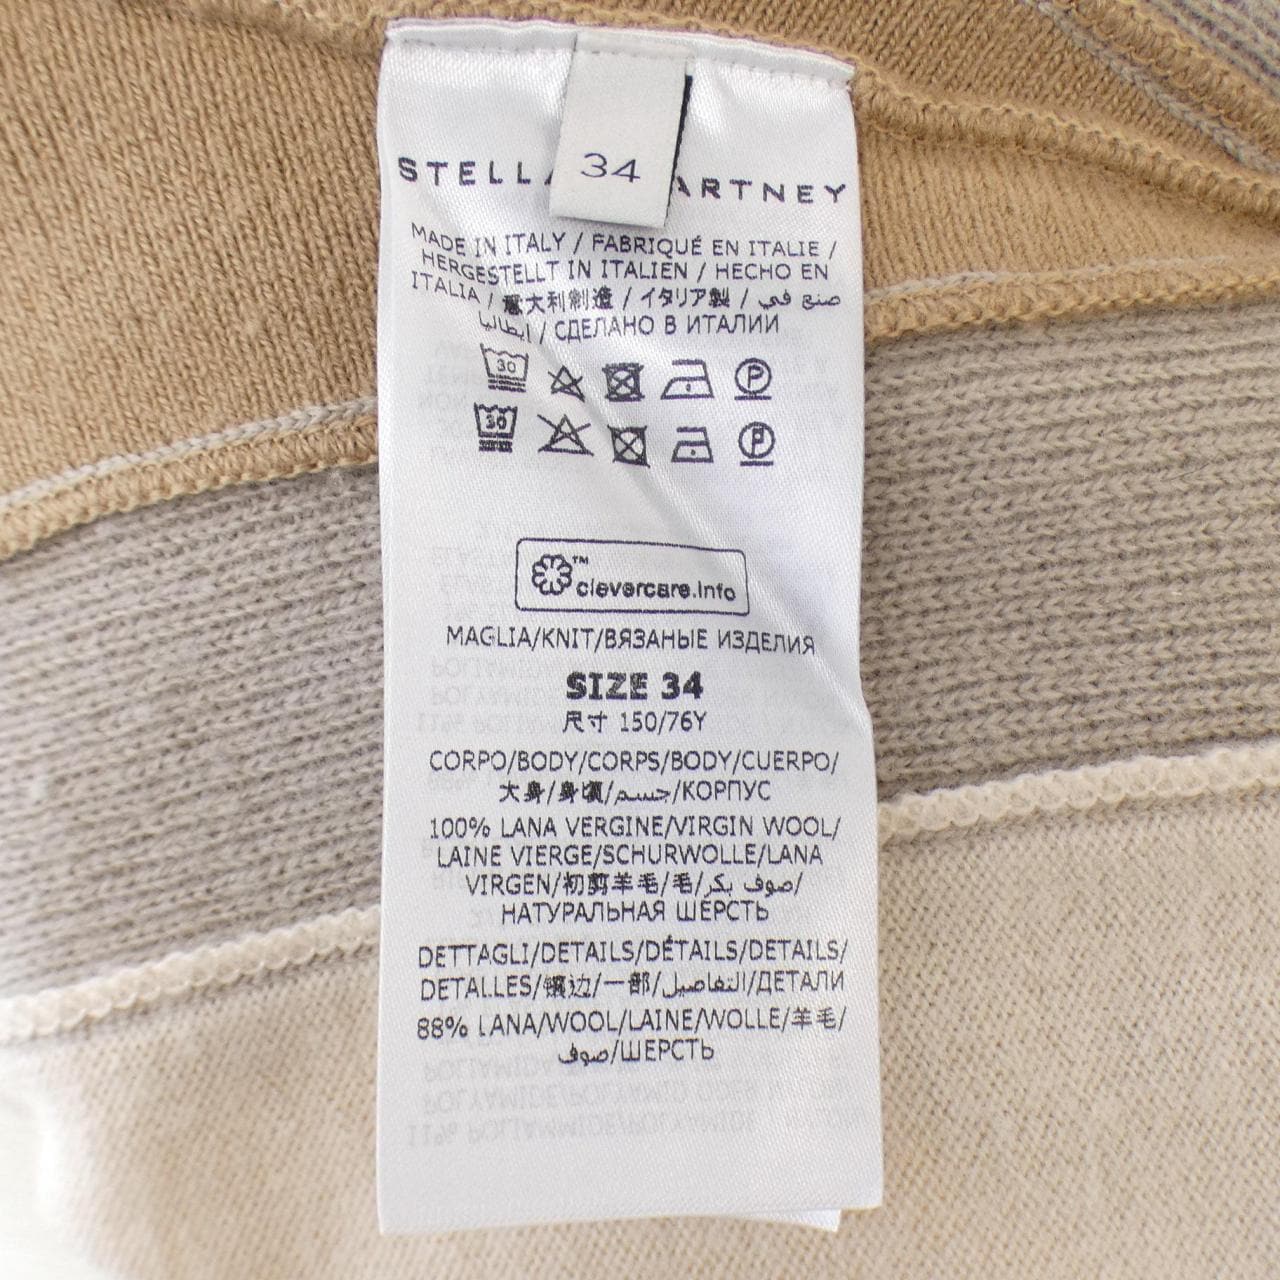 34
STELLA McCARTNEY
MADE IN ITALY / FABRIQUÉ EN ITALIE /
HERGESTELLT IN ITALIEN / HECHO EN
ITALIA / 意大利制造 / イタリア製 / صنع في
إيطاليا / СДЕЛАНО В ИТАЛИИ
30 P
30 P
™ clevercare.info
MAGLIA/KNIT/ВЯЗАНЫЕ ИЗДЕЛИЯ
SIZE 34
尺寸 150/76Y
CORPO/BODY/CORPS/BODY/CUERPO/
大身/身頃/جسم/КОРПУС
100% LANA VERGINE/VIRGIN WOOL/
LAINE VIERGE/SCHURWOLLE/LANA
VIRGEN/初剪羊毛/毛/صوف بكر/
НАТУРАЛЬНАЯ ШЕРСТЬ
DETTAGLI/DETAILS/DÉTAILS/DETAILS/
DETALLES/镶边/一部/التفاصيل/ДЕТАЛИ
88% LANA/WOOL/LAINE/WOLLE/羊毛/
صوف/ШЕРСТЬ